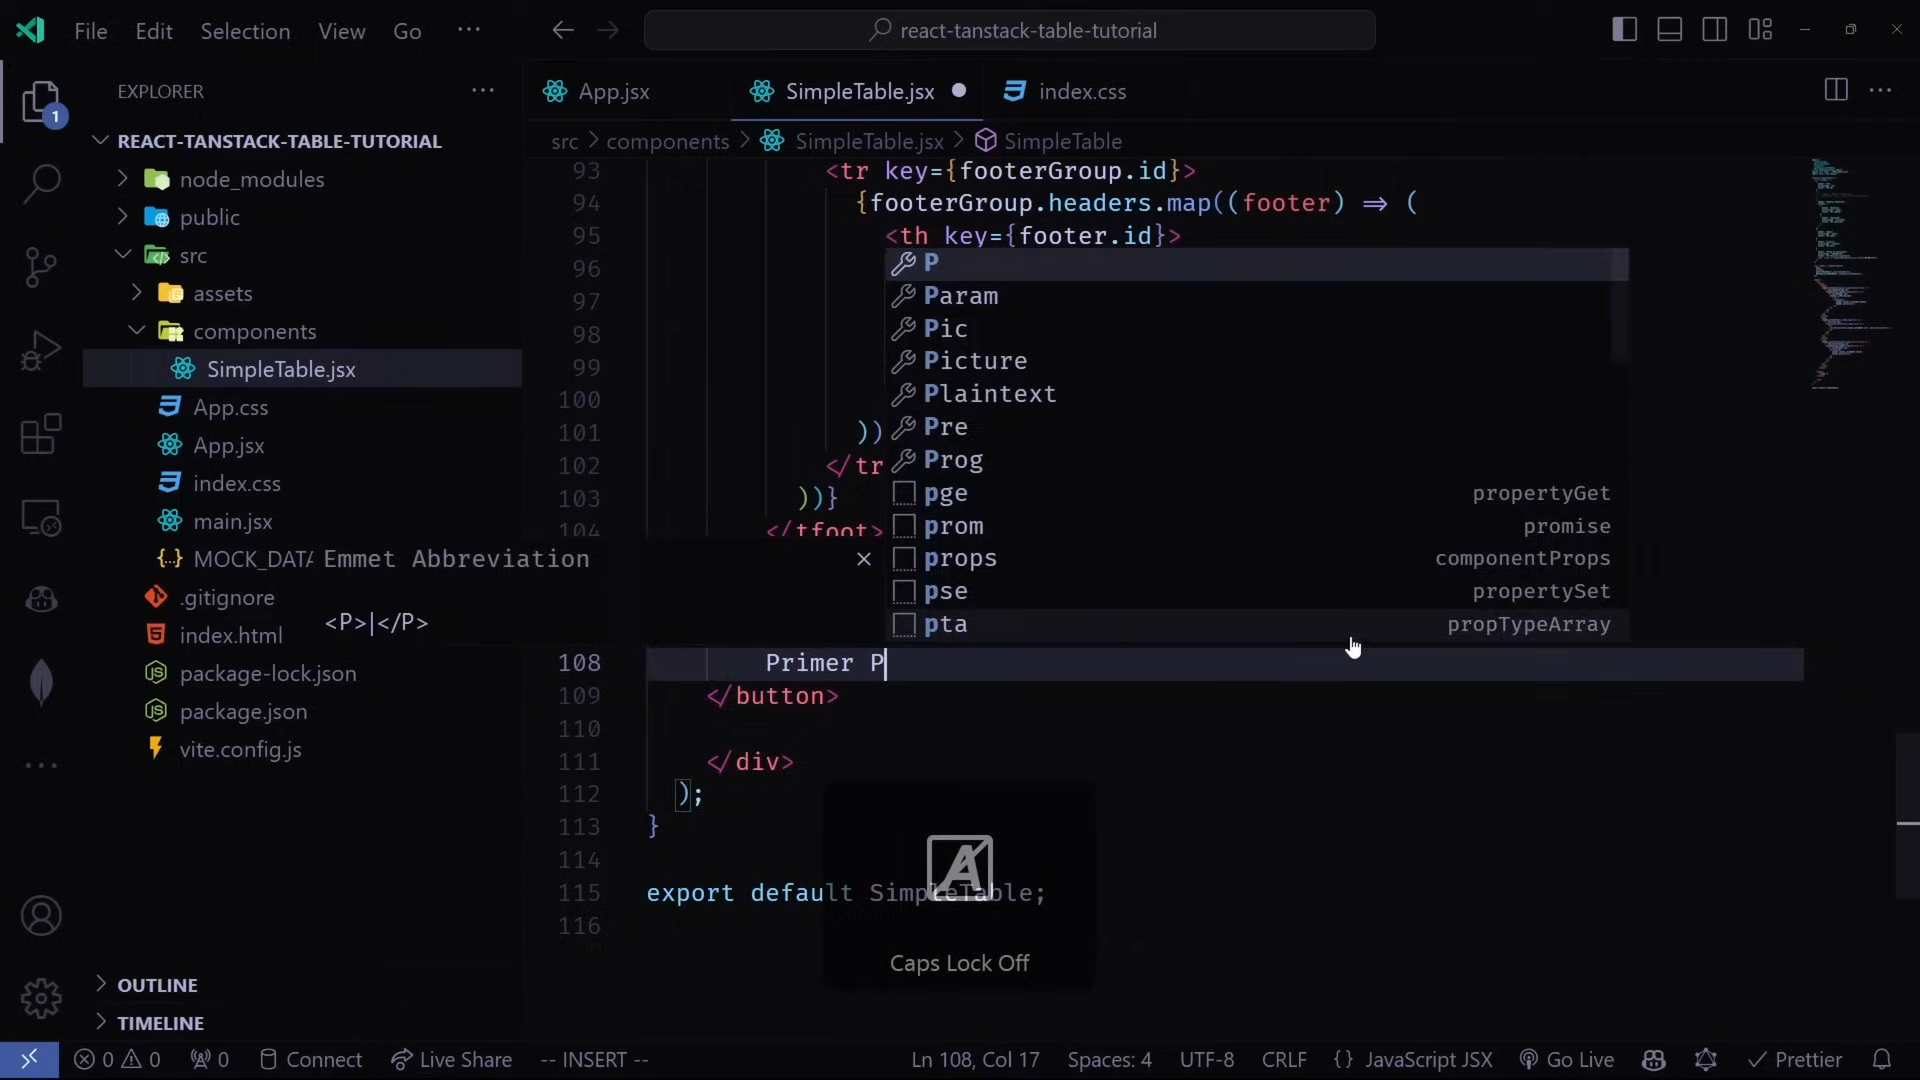 File Edit Selection View Go ···
react-tanstack-table-tutorial
EXPLORER ···
1
REACT-TANSTACK-TABLE-TUTORIAL
node_modules
public
src
assets
components
SimpleTable.jsx
App.css
App.jsx
index.css
main.jsx
MOCK_DATA
.gitignore
index.html
package-lock.json
package.json
vite.config.js
OUTLINE
TIMELINE
App.jsx SimpleTable.jsx index.css
src > components > SimpleTable.jsx > SimpleTable
93 <tr key={footerGroup.id}>
94 {footerGroup.headers.map((footer) ⇒ (
95 <th key={footer.id}>
96
97
98
99
100
101 ))
102 </tr
103 ))}
104 </tfoot>
P
Param
Pic
Picture
Plaintext
Pre
Prog
pge propertyGet
prom promise
props componentProps
pse propertySet
pta propTypeArray
Emmet Abbreviation
<P>|</P>
108 Primer P
109 </button>
110
111 </div>
112 );
113 }
114
115 export default SimpleTable;
116
A
Caps Lock Off
0 0 0 Connect Live Share -- INSERT -- Ln 108, Col 17 Spaces: 4 UTF-8 CRLF {} JavaScript JSX Go Live Prettier